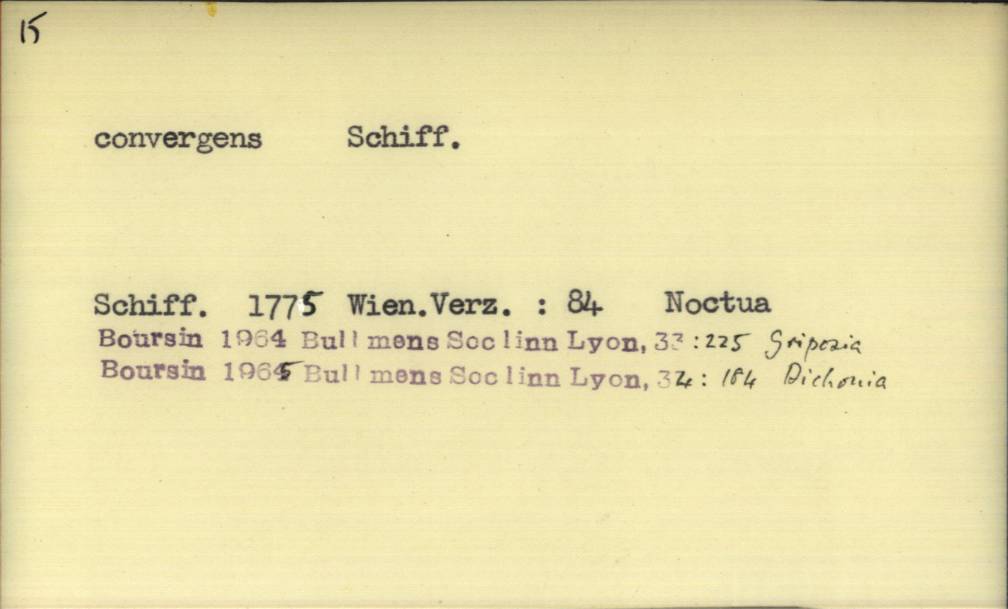 15
convergens Schiff.
Schiff. 1775 Wien.Verz. : 84 Noctua
Boursin 1964 Bull mens Soc linn Lyon, 33 : 225 Griposia
Boursin 1965 Bull mens Soc linn Lyon, 34 : 184 Dichonia